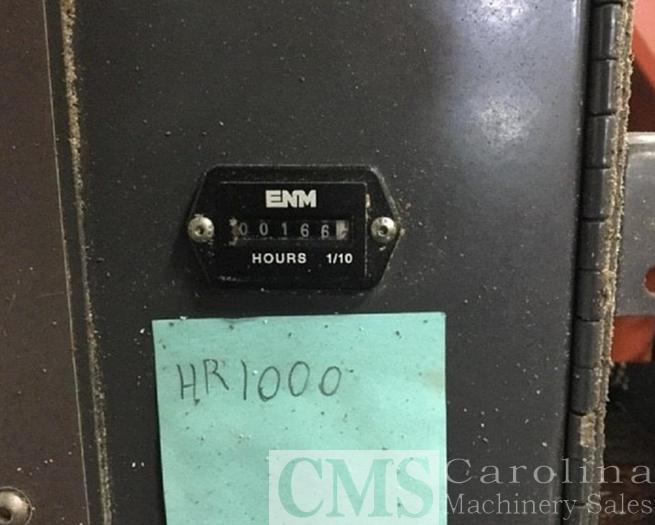 ENM
00166
HOURS 1/10
HR1000
CMS Carolina
Machinery Sales